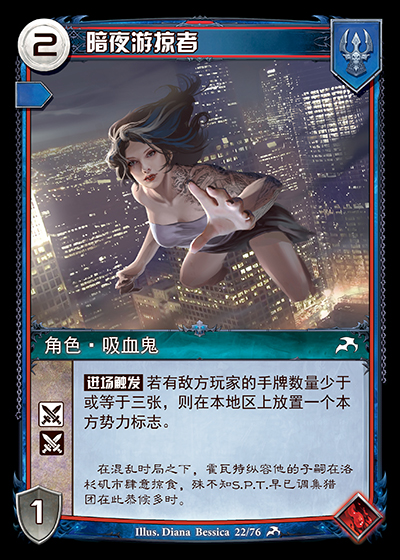 2
暗夜游掠者
角色·吸血鬼
进场触发 若有敌方玩家的手牌数量少于
或等于三张，则在本地区上放置一个本
方势力标志。
在混乱时局之下，霍瓦特纵容他的子嗣在洛
杉矶市肆意掠食，殊不知S.P.T.早已调集猎
团在此恭候多时。
1
Illus. Diana Bessica 22/76